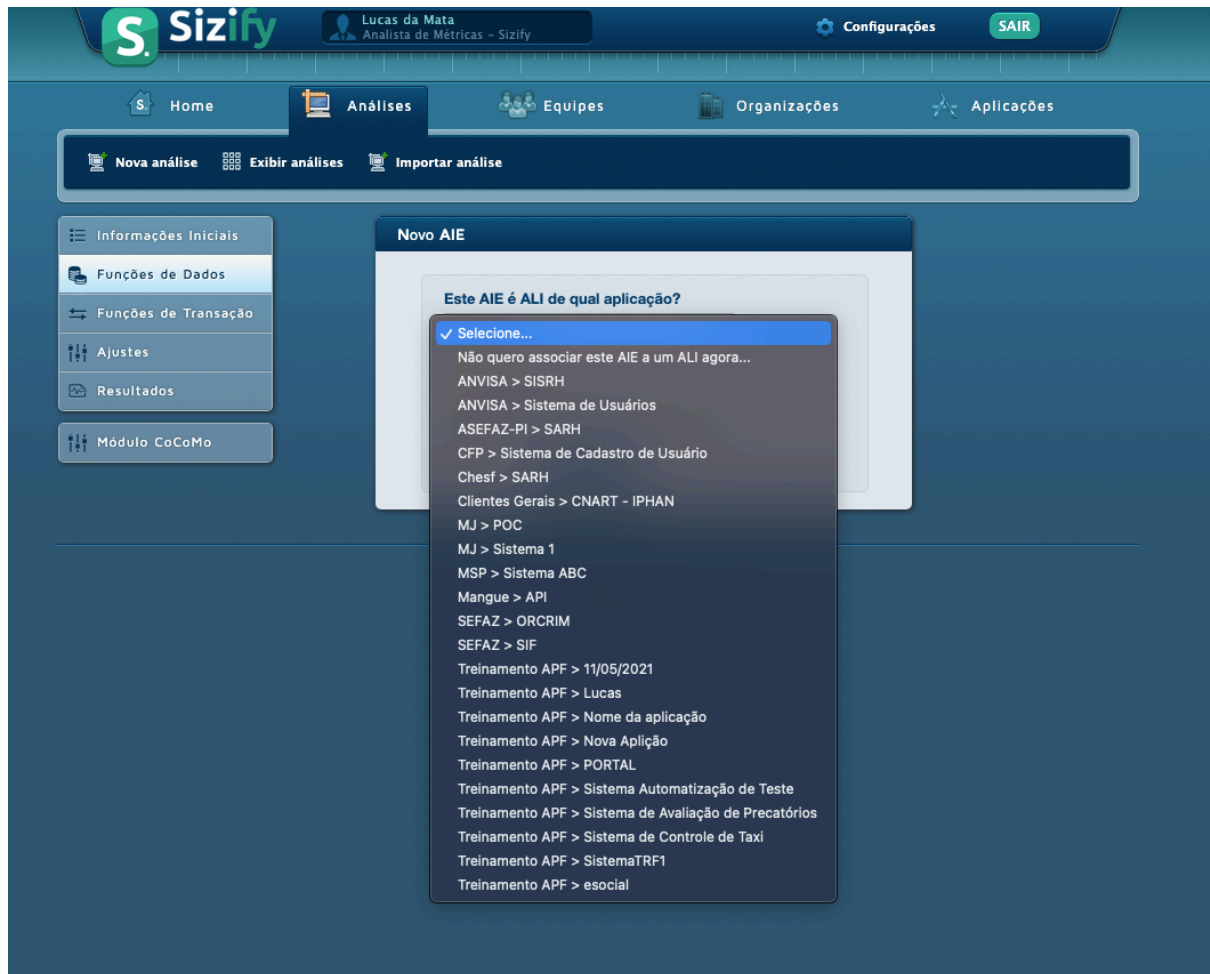 S. Sizify
Lucas da Mata
Analista de Métricas - Sizify
Configurações
SAIR
S. Home
Análises
Equipes
Organizações
Aplicações
Nova análise
Exibir análises
Importar análise
Informações Iniciais
Funções de Dados
Funções de Transação
Ajustes
Resultados
Módulo CoCoMo
Novo AIE
Este AIE é ALI de qual aplicação?
✓ Selecione...
Não quero associar este AIE a um ALI agora...
ANVISA > SISRH
ANVISA > Sistema de Usuários
ASEFAZ-PI > SARH
CFP > Sistema de Cadastro de Usuário
Chesf > SARH
Clientes Gerais > CNART - IPHAN
MJ > POC
MJ > Sistema 1
MSP > Sistema ABC
Mangue > API
SEFAZ > ORCRIM
SEFAZ > SIF
Treinamento APF > 11/05/2021
Treinamento APF > Lucas
Treinamento APF > Nome da aplicação
Treinamento APF > Nova Aplição
Treinamento APF > PORTAL
Treinamento APF > Sistema Automatização de Teste
Treinamento APF > Sistema de Avaliação de Precatórios
Treinamento APF > Sistema de Controle de Taxi
Treinamento APF > SistemaTRF1
Treinamento APF > esocial